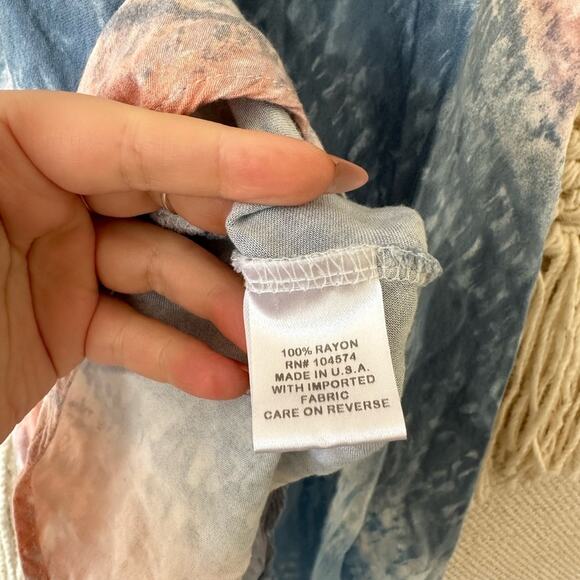 100% RAYON
RN# 104574
MADE IN U.S.A.
WITH IMPORTED
FABRIC
CARE ON REVERSE